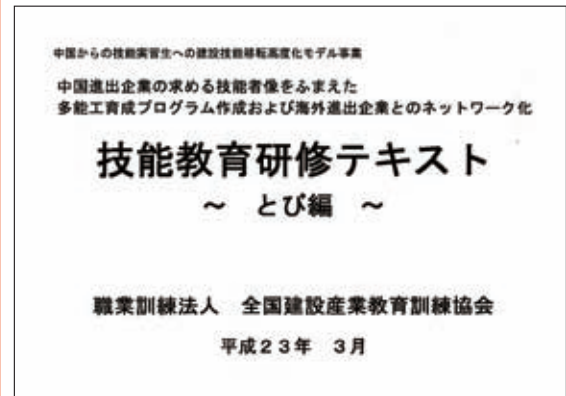 中国からの技能実習生への建設技能移転高度化モデル事業
中国進出企業の求める技能者像をふまえた
多能工育成プログラム作成および海外進出企業とのネットワーク化
技能教育研修テキスト
～ とび編 ～
職業訓練法人 全国建設産業教育訓練協会
平成２３年 ３月